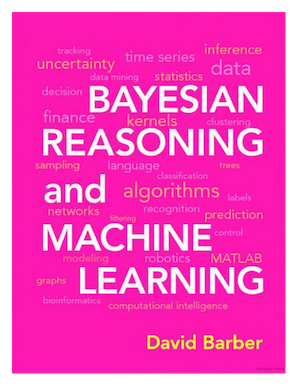 tracking
time series
inference
uncertainty
data mining
statistics
data
decision
BAYESIAN
finance
kernels
clustering
REASONING
sampling
language
trees
classification
and
algorithms
labels
networks
recognition
prediction
filtering
MACHINE
control
modeling
robotics
MATLAB
graphs
LEARNING
bioinformatics
computational intelligence
David Barber